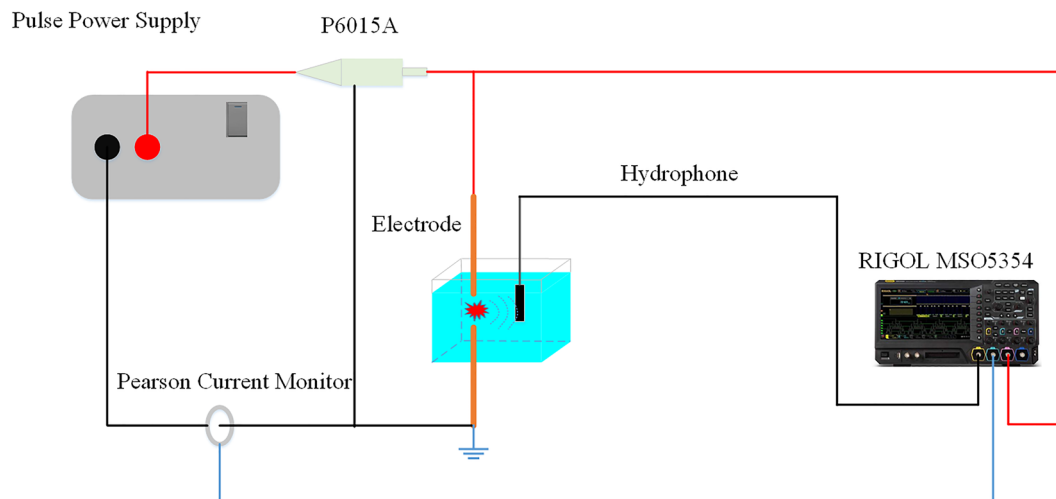 Pulse Power Supply
P6015A
Hydrophone
Electrode
RIGOL MSO5354
Pearson Current Monitor